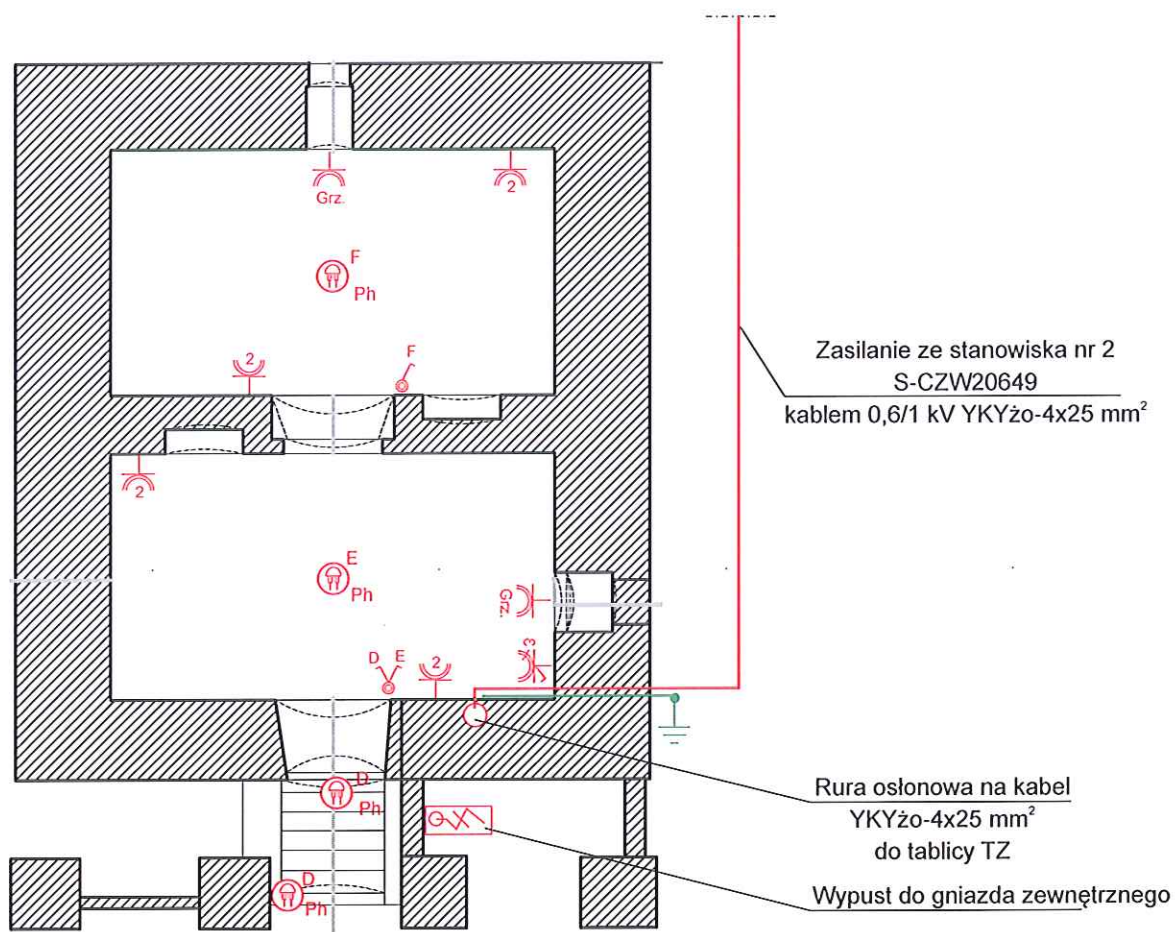 Grz.
2
F
Ph
2
F
Zasilanie ze stanowiska nr 2
S-CZW20649
kablem 0,6/1 kV YKYżo-4x25 mm²
2
E
Ph
Grz.
D E
2
3
D
Ph
Rura osłonowa na kabel
YKYżo-4x25 mm²
do tablicy TZ
D
Ph
Wypust do gniazda zewnętrznego